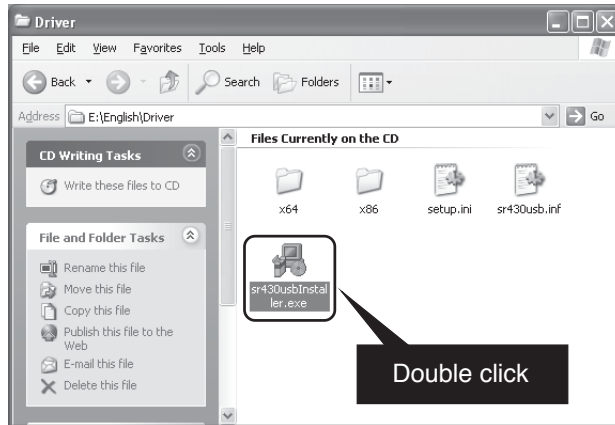 Driver
File Edit View Favorites Tools Help
Back Search Folders
Address E:\English\Driver Go
CD Writing Tasks
Write these files to CD
File and Folder Tasks
Rename this file
Move this file
Copy this file
Publish this file to the
Web
E-mail this file
Delete this file
Files Currently on the CD
x64 x86 setup.ini sr430usb.inf
sr430usbInstal
ler.exe
Double click